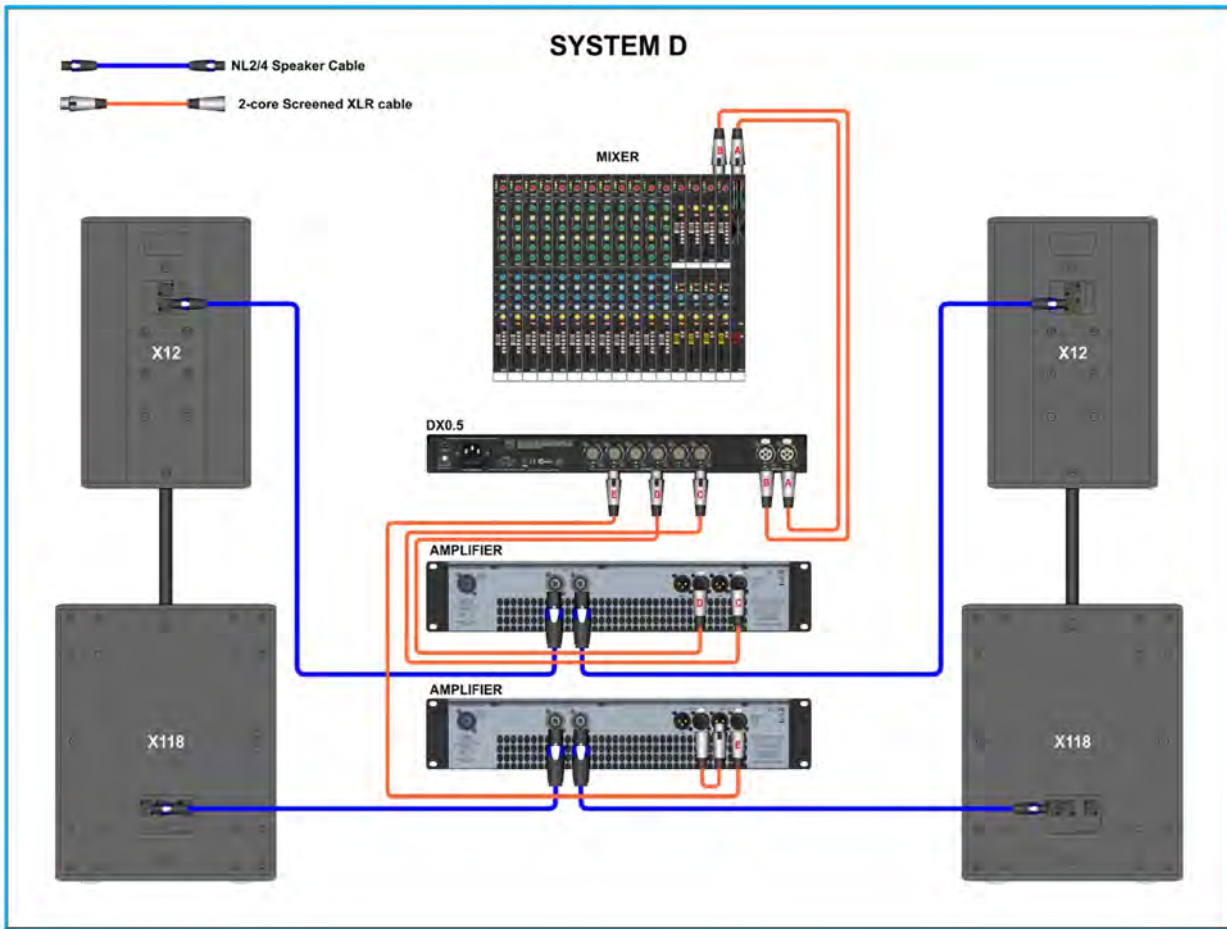 SYSTEM D
NL2/4 Speaker Cable
2-core Screened XLR cable
B A
MIXER
X12
X12
DX0.5
E D C B A
AMPLIFIER
D C
AMPLIFIER
X118
E
X118